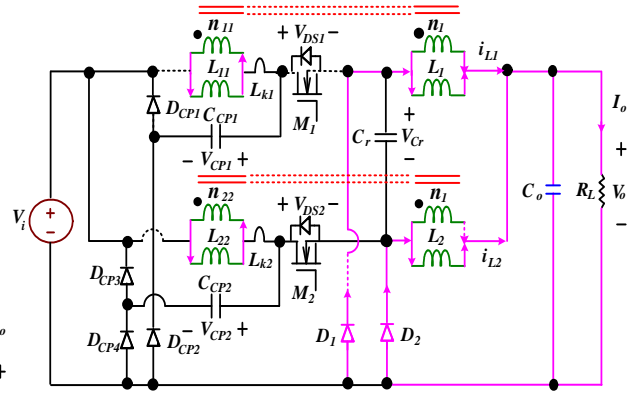 n11 + VDS1 - n1
L11 Lk1 M1 L1 iL1
DCP1 CCP1
- VCP1 +
Cr + VCr -
Io
n22 + VDS2 - n1
Vi + -
L22 Lk2 M2 L2 iL2
Co RL + Vo -
DCP3 CCP2
- VCP2 +
DCP4 DCP2 D1 D2
o
+